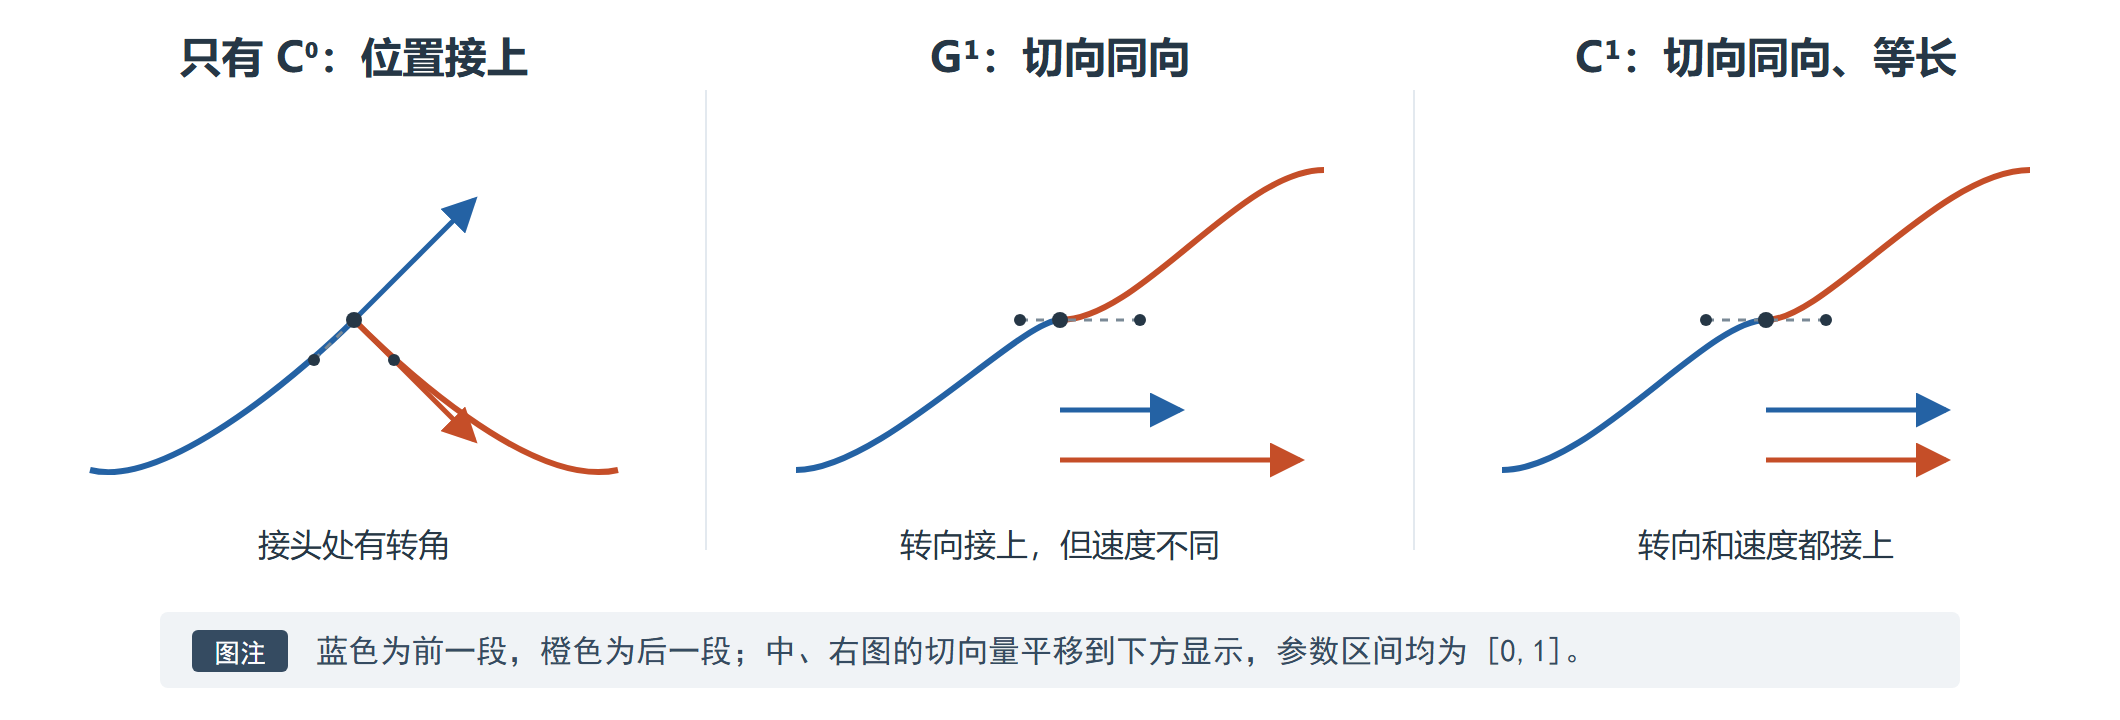 只有 C⁰：位置接上
G¹：切向同向
C¹：切向同向、等长
接头处有转角
转向接上，但速度不同
转向和速度都接上
图注
蓝色为前一段，橙色为后一段；中、右图的切向量平移到下方显示，参数区间均为 [0,1]。